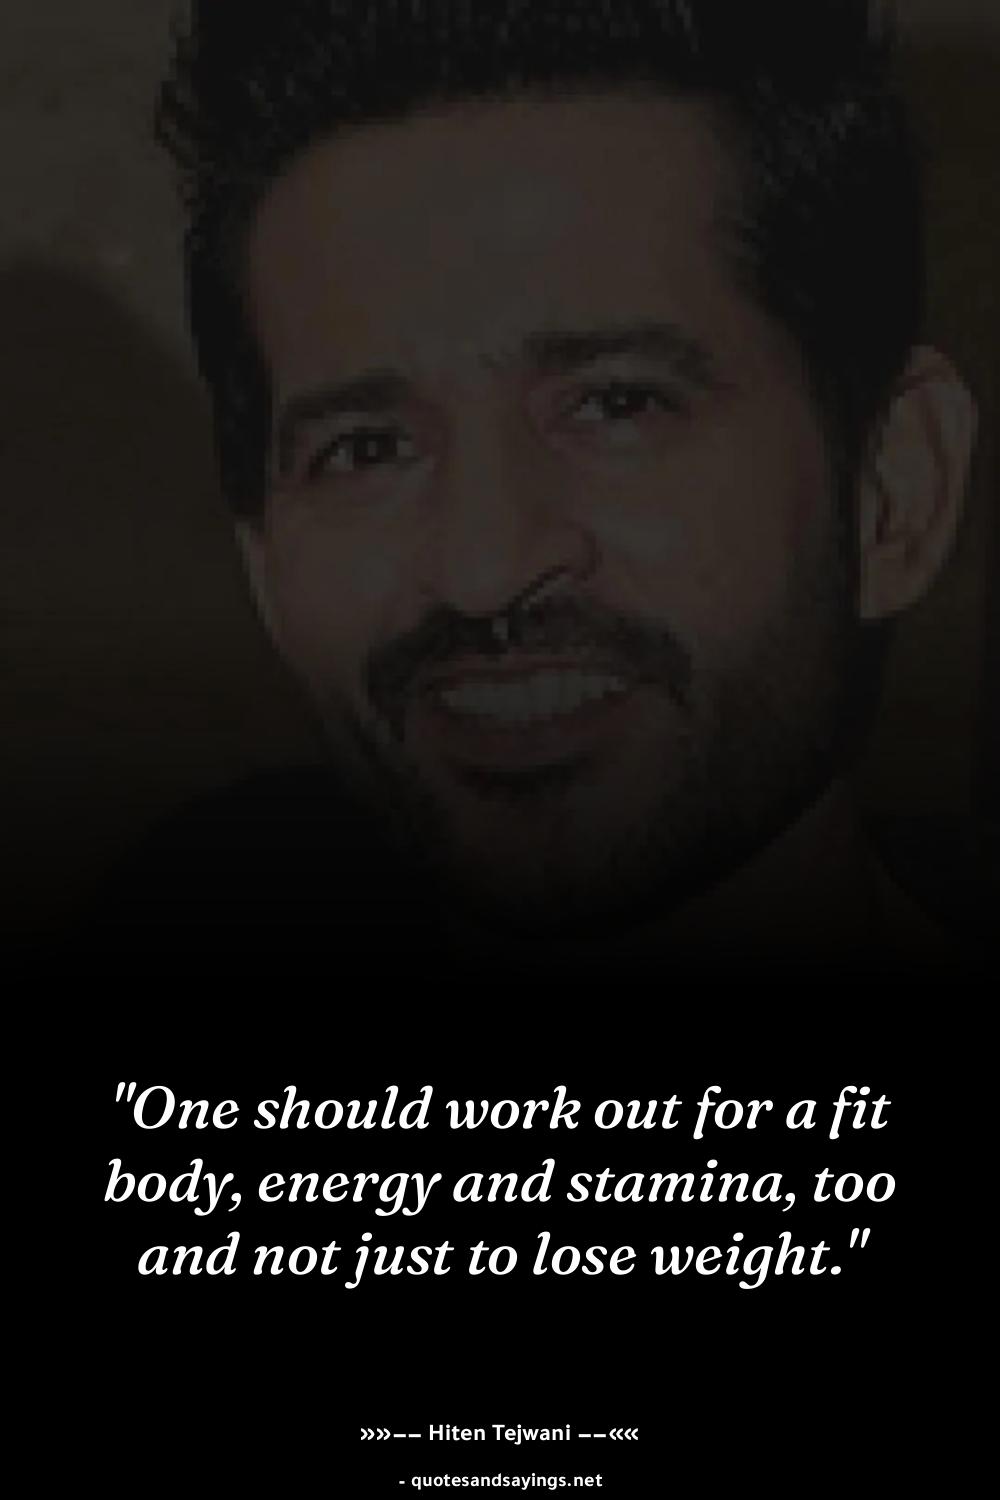 "One should work out for a fit
body, energy and stamina, too
and not just to lose weight."
»»−− Hiten Tejwani −−««
- quotesandsayings.net